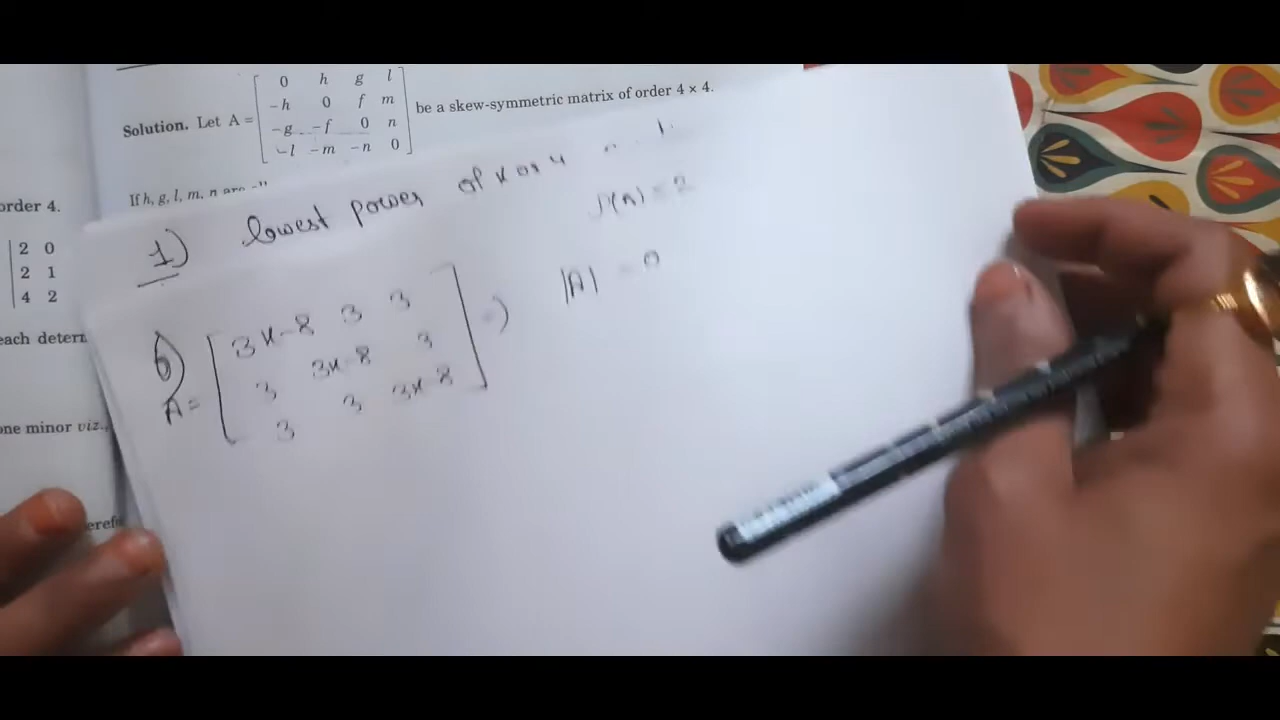 0 h g l
-h 0 f m
Solution. Let A = be a skew-symmetric matrix of order 4 × 4.
-g -f 0 n
-l -m -n 0
If h, g, l, m, n are
order 4.
2 0
2 1
4 2
each
one minor viz.,
1) lowest power of x or 4
ρ(A) = 2
|A| = 0
6)
A = [ 3x-8 3 3 ⇒
3 3x-8 3
3 3 3x-8 ]